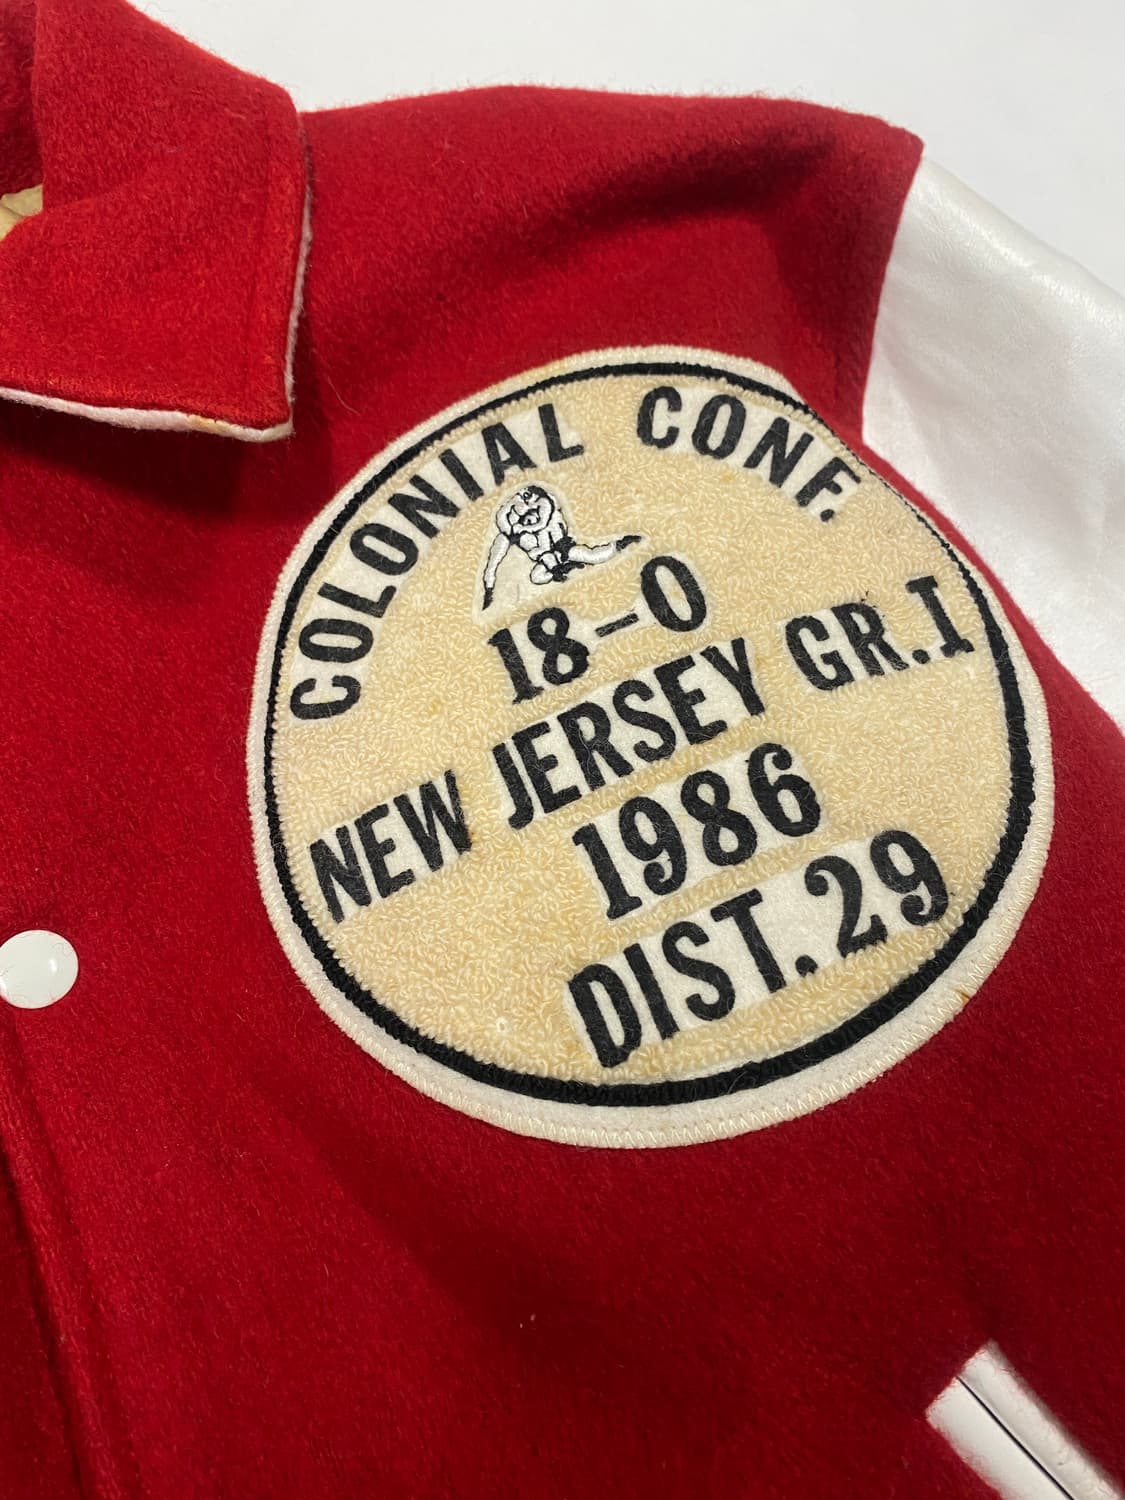 COLONIAL CONF.
18-0
NEW JERSEY GR.I
1986
DIST.29